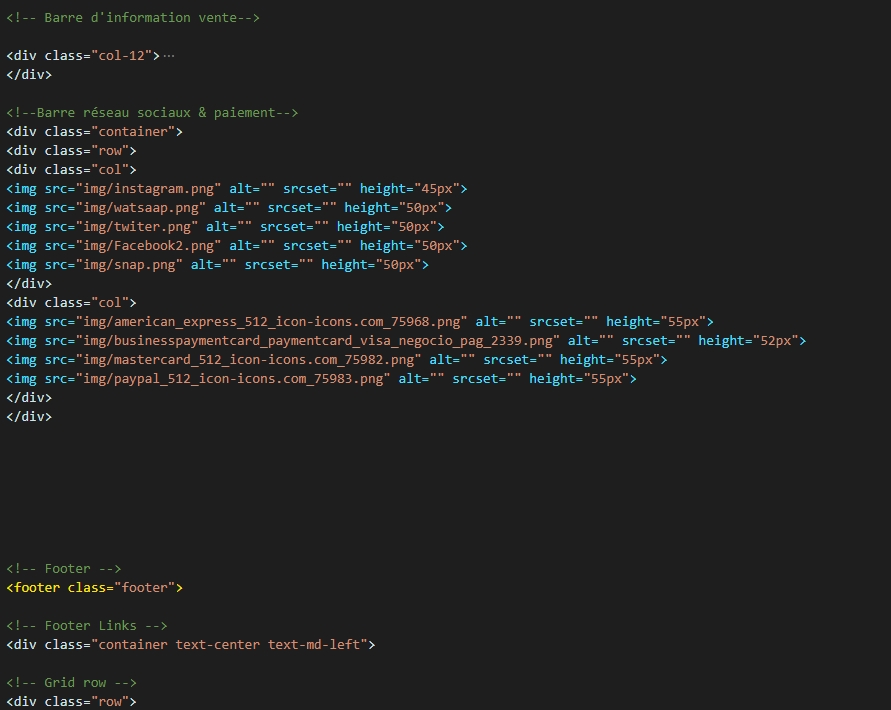 <!-- Barre d'information vente-->
<div class="col-12">…
</div>
<!--Barre réseau sociaux & paiement-->
<div class="container">
<div class="row">
<div class="col">
<img src="img/instagram.png" alt="" srcset="" height="45px">
<img src="img/watsaap.png" alt="" srcset="" height="50px">
<img src="img/twiter.png" alt="" srcset="" height="50px">
<img src="img/Facebook2.png" alt="" srcset="" height="50px">
<img src="img/snap.png" alt="" srcset="" height="50px">
</div>
<div class="col">
<img src="img/american_express_512_icon-icons.com_75968.png" alt="" srcset="" height="55px">
<img src="img/businesspaymentcard_paymentcard_visa_negocio_pag_2339.png" alt="" srcset="" height="52px">
<img src="img/mastercard_512_icon-icons.com_75982.png" alt="" srcset="" height="55px">
<img src="img/paypal_512_icon-icons.com_75983.png" alt="" srcset="" height="55px">
</div>
</div>
<!-- Footer -->
<footer class="footer">
<!-- Footer Links -->
<div class="container text-center text-md-left">
<!-- Grid row -->
<div class="row">